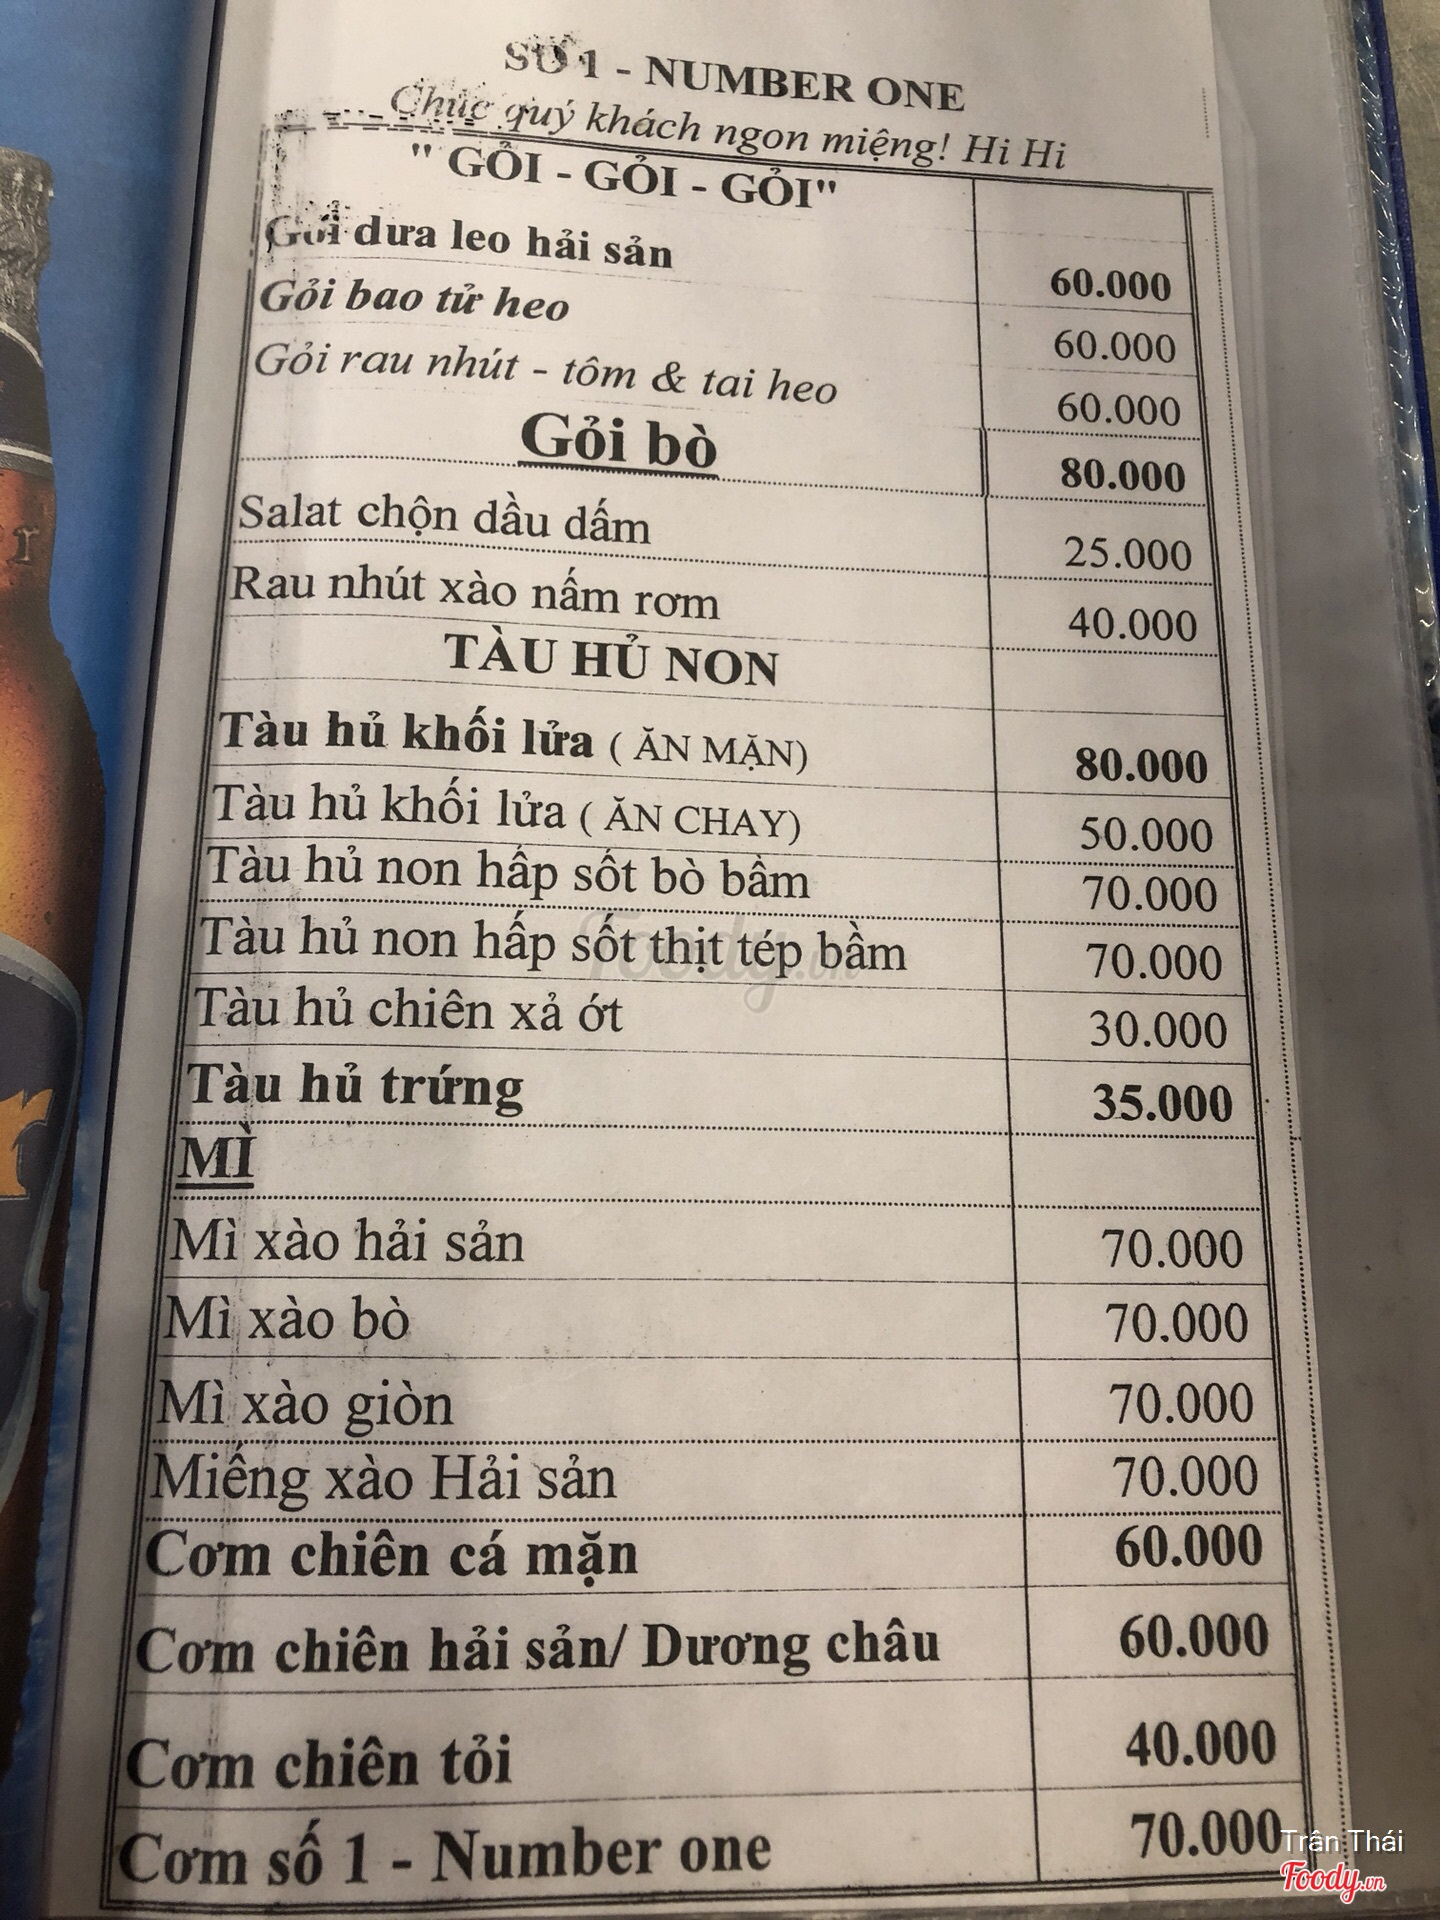 SỐ 1 - NUMBER ONE
Chúc quý khách ngon miệng! Hi Hi
" GỎI - GỎI - GỎI"
Gỏi dưa leo hải sản 60.000
Gỏi bao tử heo 60.000
Gỏi rau nhút - tôm & tai heo 60.000
Gỏi bò 80.000
Salat chộn dầu dấm 25.000
Rau nhút xào nấm rơm 40.000
TÀU HỦ NON
Tàu hủ khối lửa ( ĂN MẶN) 80.000
Tàu hủ khối lửa ( ĂN CHAY) 50.000
Tàu hủ non hấp sốt bò bầm 70.000
Tàu hủ non hấp sốt thịt tép bầm 70.000
Foody.vn
Tàu hủ chiên xả ớt 30.000
Tàu hủ trứng 35.000
MÌ
Mì xào hải sản 70.000
Mì xào bò 70.000
Mì xào giòn 70.000
Miếng xào Hải sản 70.000
Cơm chiên cá mặn 60.000
Cơm chiên hải sản/ Dương châu 60.000
Cơm chiên tỏi 40.000
Cơm số 1 - Number one 70.000
Trân Thái
Foody.vn